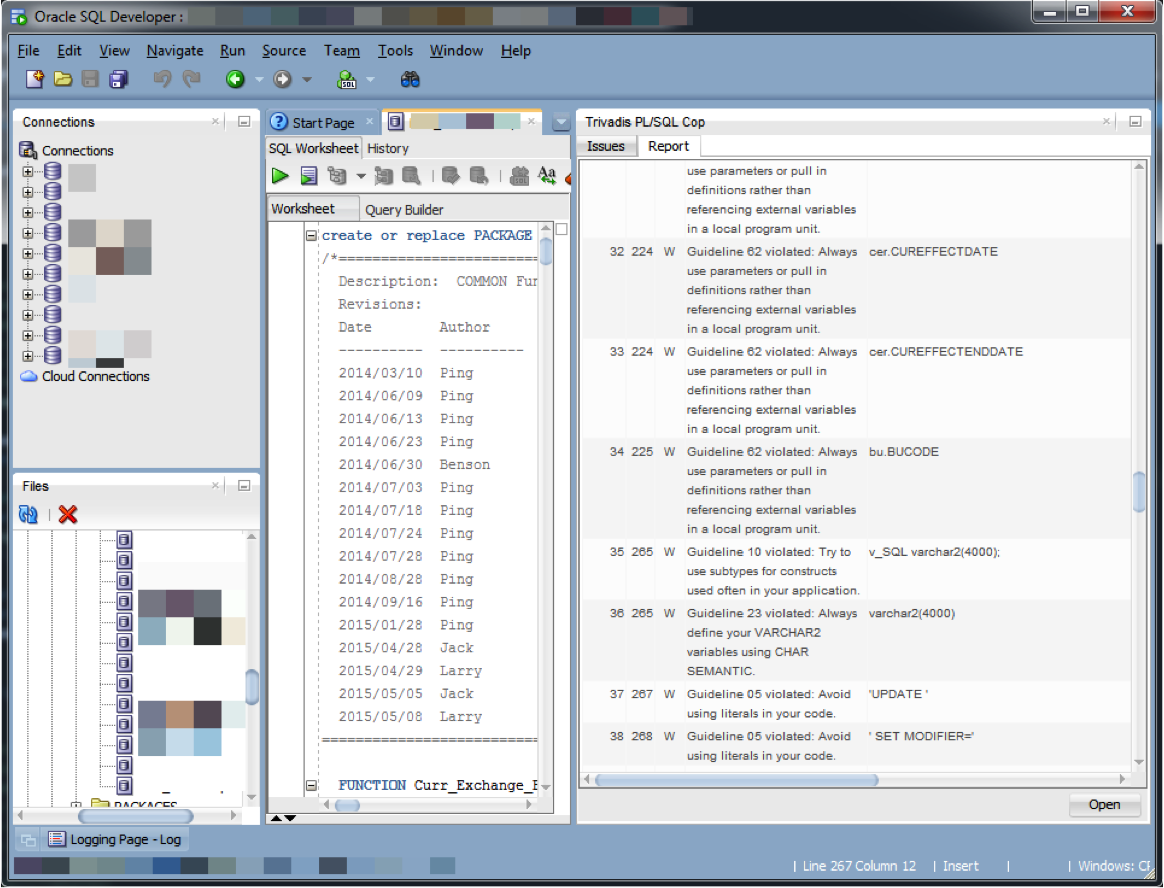 Oracle SQL Developer :
File Edit View Navigate Run Source Team Tools Window Help
SQL
Connections
Connections
Cloud Connections
Files
PACKAGES
Start Page
SQL Worksheet History
Aa
Worksheet Query Builder
create or replace PACKAGE
/*==========================
Description: COMMON Fun
Revisions:
Date Author
---------- ----------
2014/03/10 Ping
2014/06/09 Ping
2014/06/13 Ping
2014/06/23 Ping
2014/06/30 Benson
2014/07/03 Ping
2014/07/18 Ping
2014/07/24 Ping
2014/07/28 Ping
2014/08/28 Ping
2014/09/16 Ping
2015/01/28 Ping
2015/04/28 Jack
2015/04/29 Larry
2015/05/05 Jack
2015/05/08 Larry
==========================
FUNCTION Curr_Exchange_
Trivadis PL/SQL Cop
Issues Report
use parameters or pull in
definitions rather than
referencing external variables
in a local program unit.
32 224 W Guideline 62 violated: Always cer.CUREFFECTDATE
use parameters or pull in
definitions rather than
referencing external variables
in a local program unit.
33 224 W Guideline 62 violated: Always cer.CUREFFECTENDDATE
use parameters or pull in
definitions rather than
referencing external variables
in a local program unit.
34 225 W Guideline 62 violated: Always bu.BUCODE
use parameters or pull in
definitions rather than
referencing external variables
in a local program unit.
35 265 W Guideline 10 violated: Try to v_SQL varchar2(4000);
use subtypes for constructs
used often in your application.
36 265 W Guideline 23 violated: Always varchar2(4000)
define your VARCHAR2
variables using CHAR
SEMANTIC.
37 267 W Guideline 05 violated: Avoid 'UPDATE '
using literals in your code.
38 268 W Guideline 05 violated: Avoid ' SET MODIFIER='
using literals in your code.
Open
Logging Page - Log
Line 267 Column 12 | Insert | | Windows: